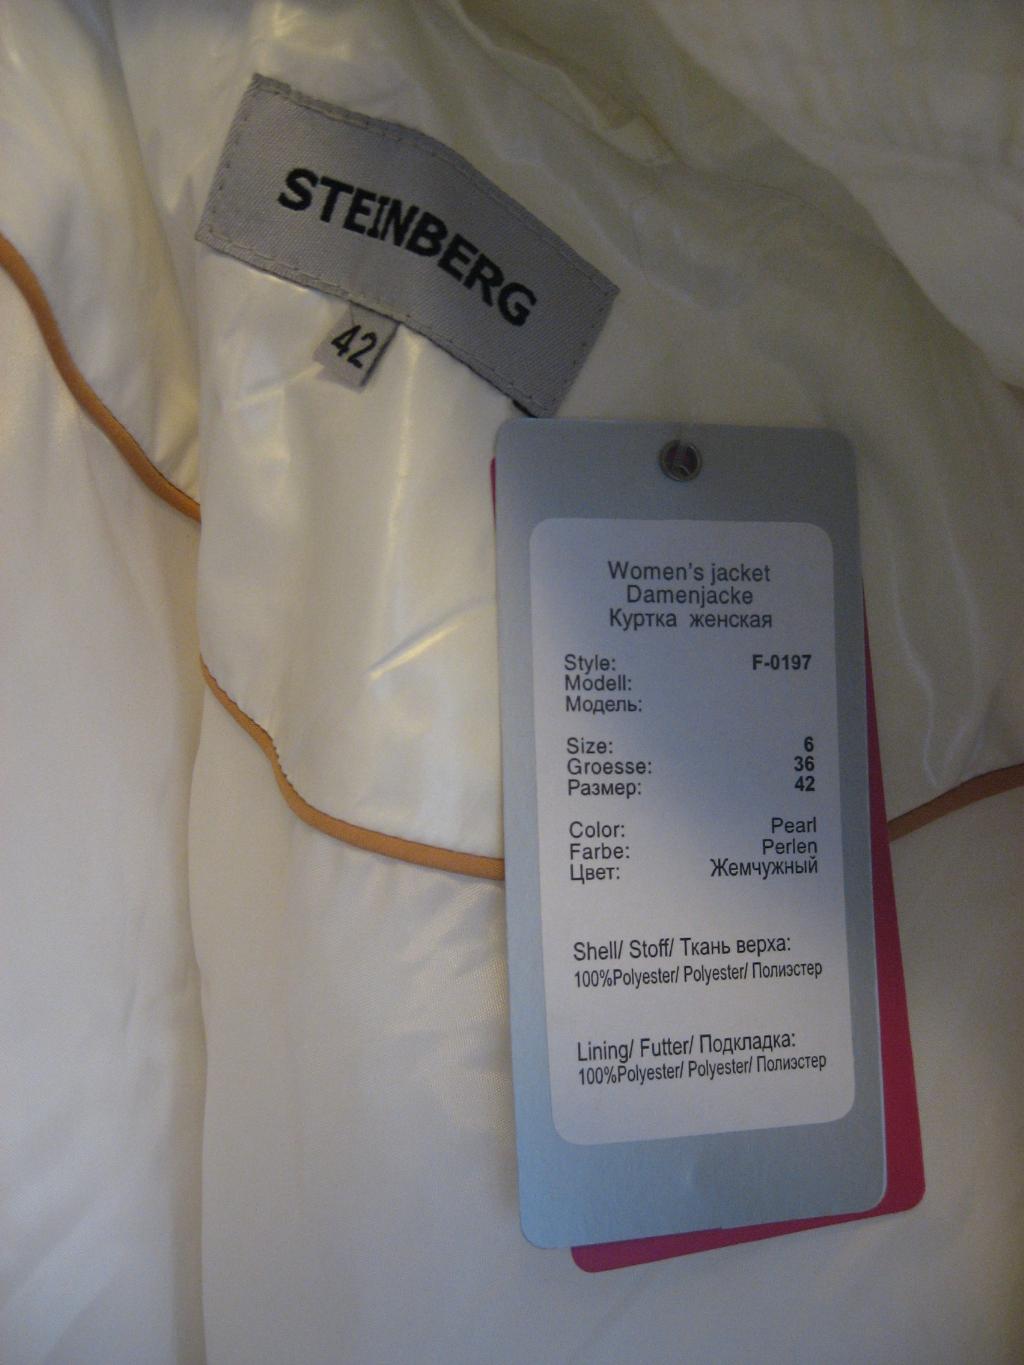 STEINBERG
42
Women's jacket
Damenjacke
Куртка женская
Style: F-0197
Modell:
Модель:
Size: 6
Groesse: 36
Размер: 42
Color: Pearl
Farbe: Perlen
Цвет: Жемчужный
Shell/ Stoff/ Ткань верха:
100%Polyester/ Polyester/ Полиэстер
Lining/ Futter/ Подкладка:
100%Polyester/ Polyester/ Полиэстер